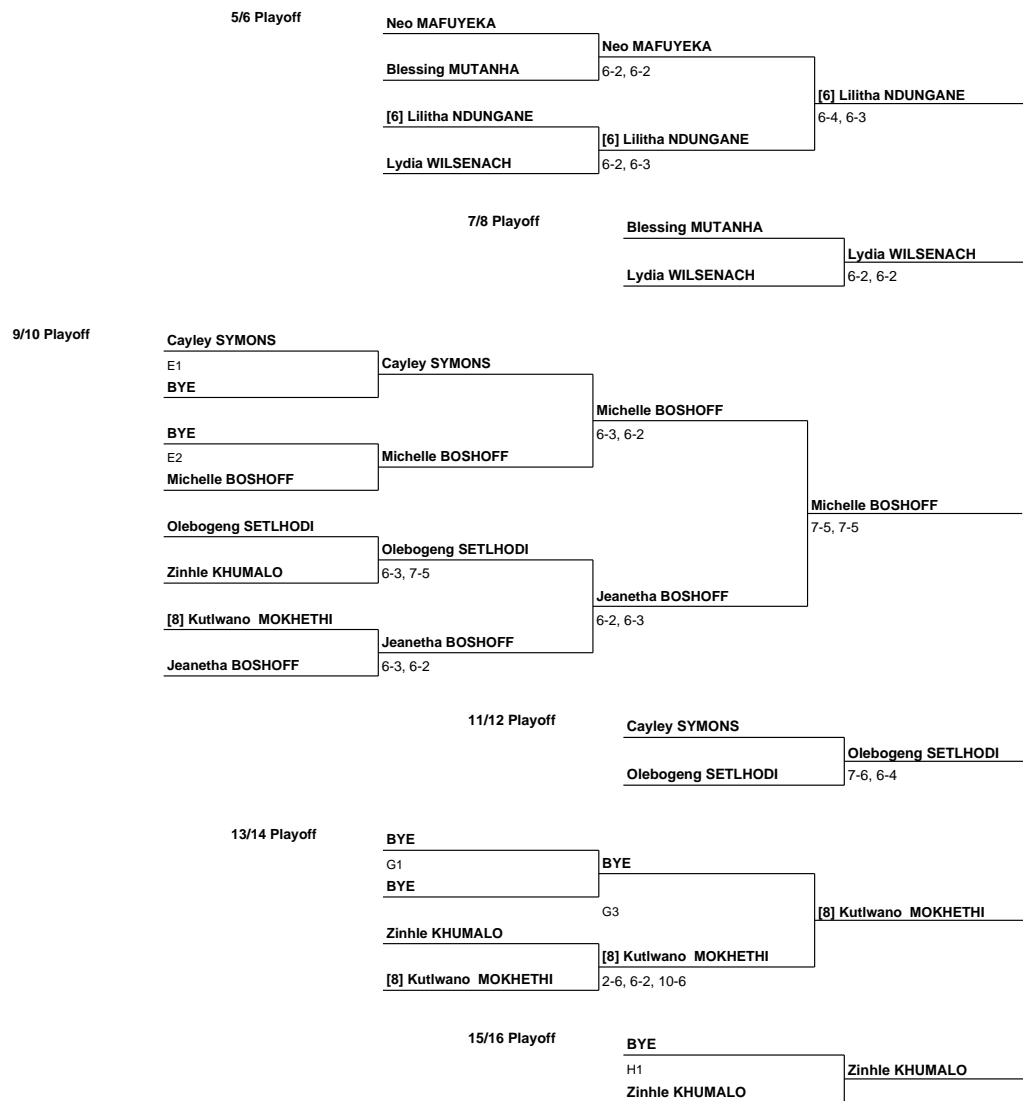 5/6 Playoff
Neo MAFUYEKA
Neo MAFUYEKA
Blessing MUTANHA
6-2, 6-2
[6] Lilitha NDUNGANE
6-4, 6-3
[6] Lilitha NDUNGANE
[6] Lilitha NDUNGANE
Lydia WILSENACH
6-2, 6-3
7/8 Playoff
Blessing MUTANHA
Lydia WILSENACH
Lydia WILSENACH
6-2, 6-2
9/10 Playoff
Cayley SYMONS
E1
Cayley SYMONS
BYE
Michelle BOSHOFF
6-3, 6-2
BYE
E2
Michelle BOSHOFF
Michelle BOSHOFF
Michelle BOSHOFF
7-5, 7-5
Olebogeng SETLHODI
Olebogeng SETLHODI
Zinhle KHUMALO
6-3, 7-5
Jeanetha BOSHOFF
6-2, 6-3
[8] Kutlwano  MOKHETHI
Jeanetha BOSHOFF
Jeanetha BOSHOFF
6-3, 6-2
11/12 Playoff
Cayley SYMONS
Olebogeng SETLHODI
Olebogeng SETLHODI
7-6, 6-4
13/14 Playoff
BYE
G1
BYE
BYE
G3
[8] Kutlwano  MOKHETHI
Zinhle KHUMALO
[8] Kutlwano  MOKHETHI
[8] Kutlwano  MOKHETHI
2-6, 6-2, 10-6
15/16 Playoff
BYE
H1
Zinhle KHUMALO
Zinhle KHUMALO